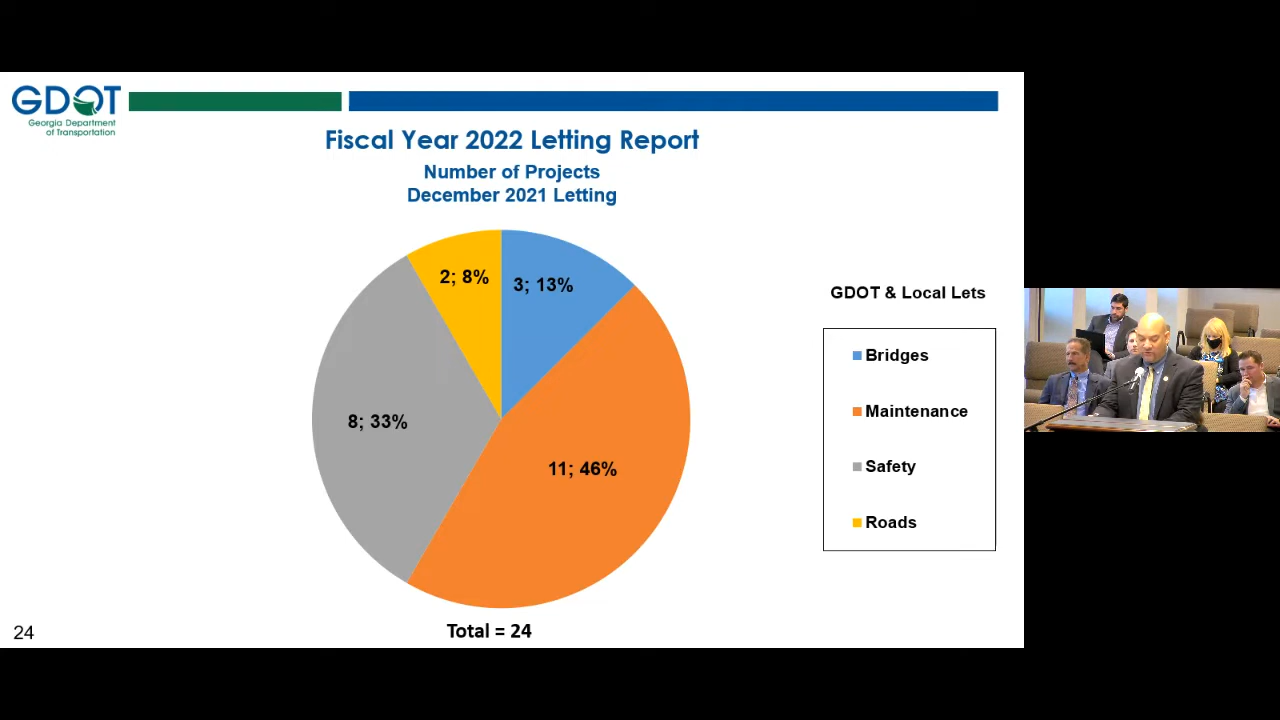 GDOT
Georgia Department
of Transportation
Fiscal Year 2022 Letting Report
Number of Projects
December 2021 Letting
2; 8%
3; 13%
8; 33%
11; 46%
GDOT & Local Lets
Bridges
Maintenance
Safety
Roads
Total = 24
24